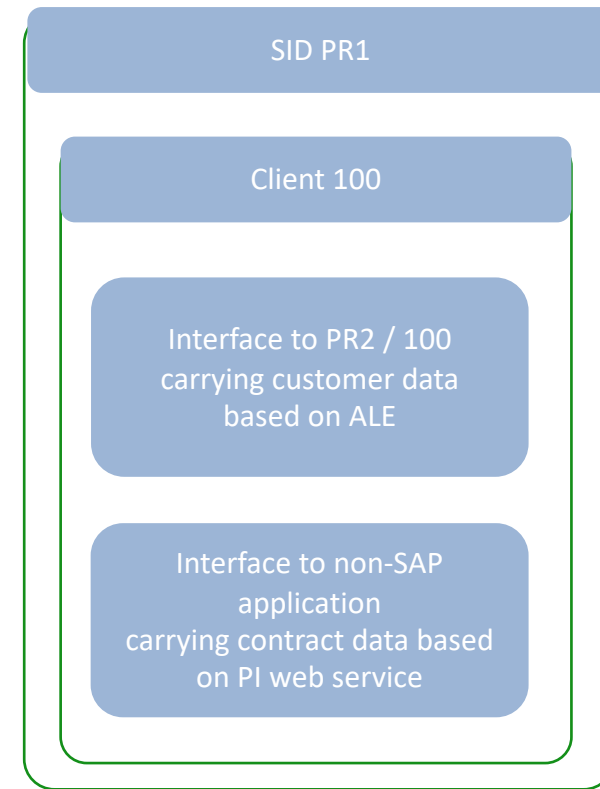 SID PR1
Client 100
Interface to PR2 / 100
carrying customer data
based on ALE
Interface to non-SAP
application
carrying contract data based
on PI web service